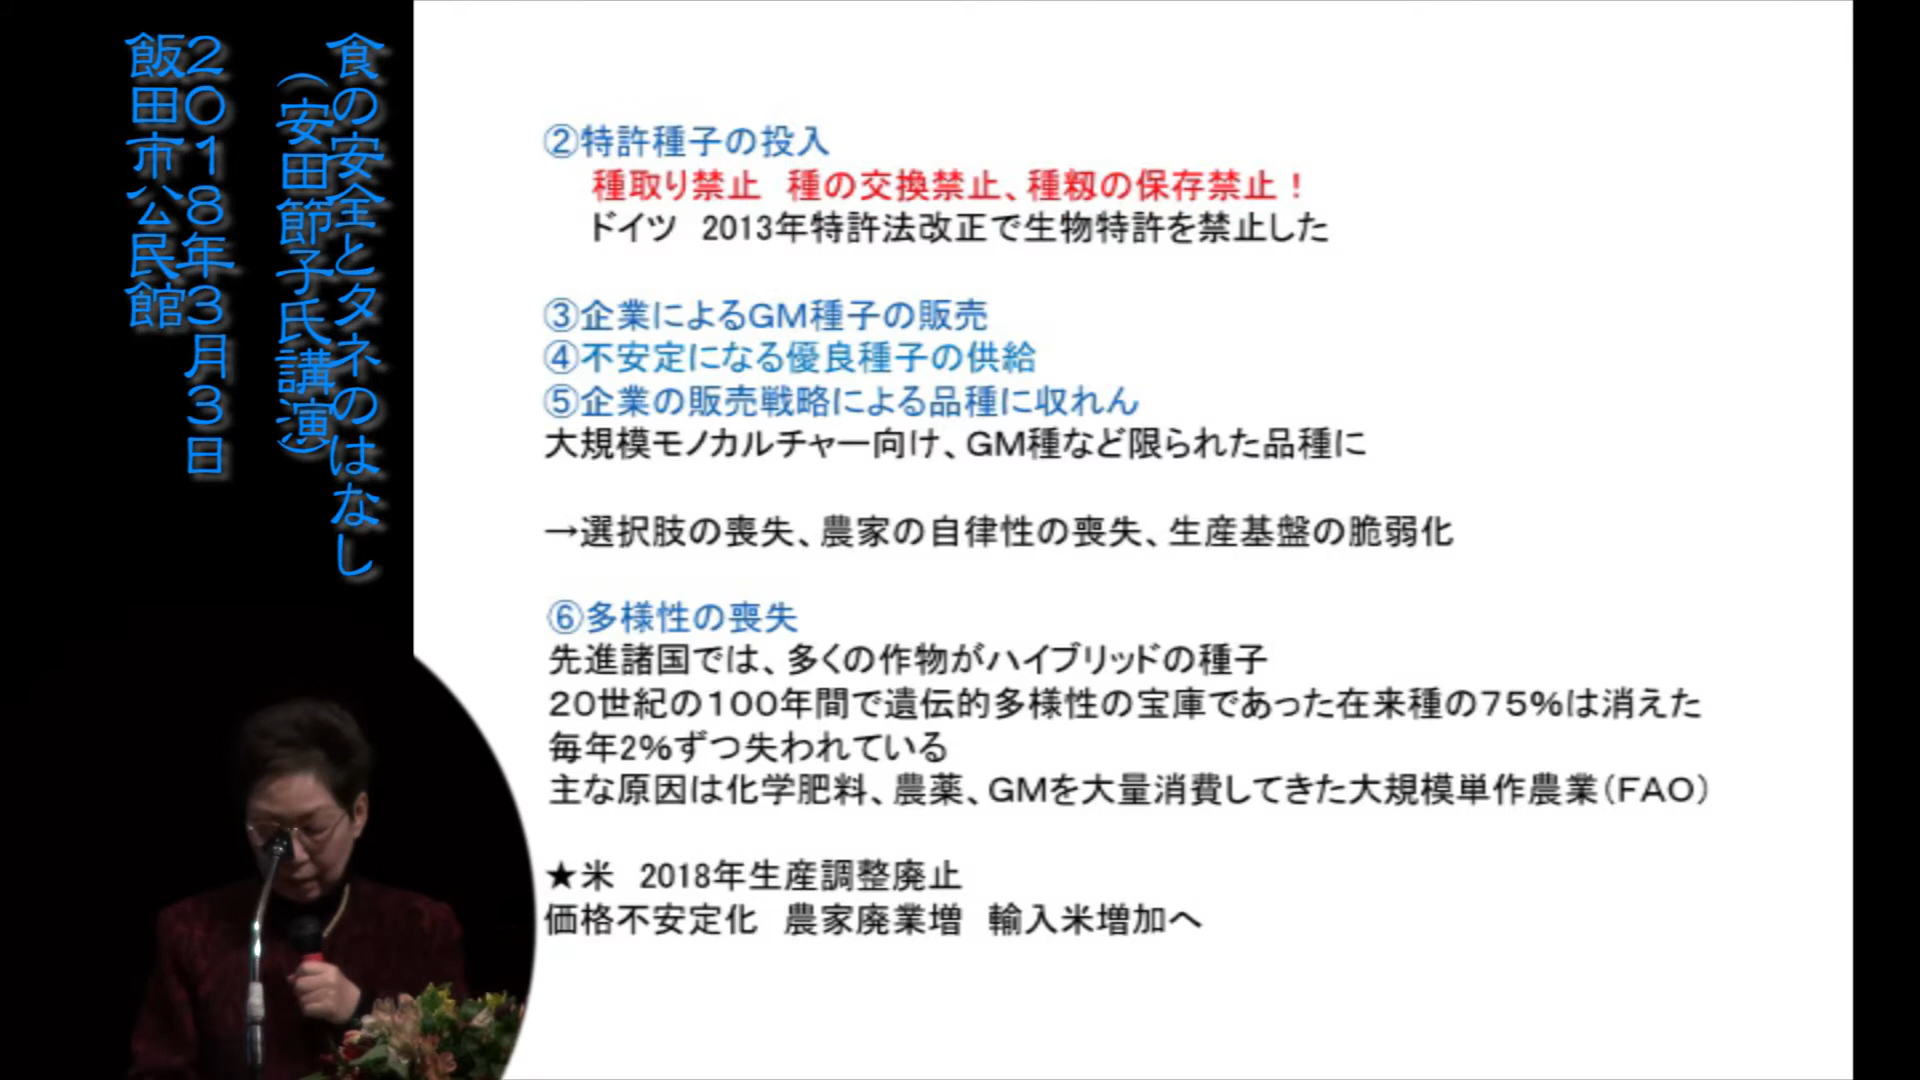 食の安全とタネのはなし
（安田節子氏講演）
２０１８年３月３日
飯田市公民館
②特許種子の投入
種取り禁止　種の交換禁止、種籾の保存禁止！
ドイツ　2013年特許法改正で生物特許を禁止した
③企業によるGM種子の販売
④不安定になる優良種子の供給
⑤企業の販売戦略による品種に収れん
大規模モノカルチャー向け、GM種など限られた品種に
→選択肢の喪失、農家の自律性の喪失、生産基盤の脆弱化
⑥多様性の喪失
先進諸国では、多くの作物がハイブリッドの種子
２０世紀の１００年間で遺伝的多様性の宝庫であった在来種の７５％は消えた
毎年2％ずつ失われている
主な原因は化学肥料、農薬、GMを大量消費してきた大規模単作農業（ＦＡＯ）
★米　2018年生産調整廃止
価格不安定化　農家廃業増　輸入米増加へ